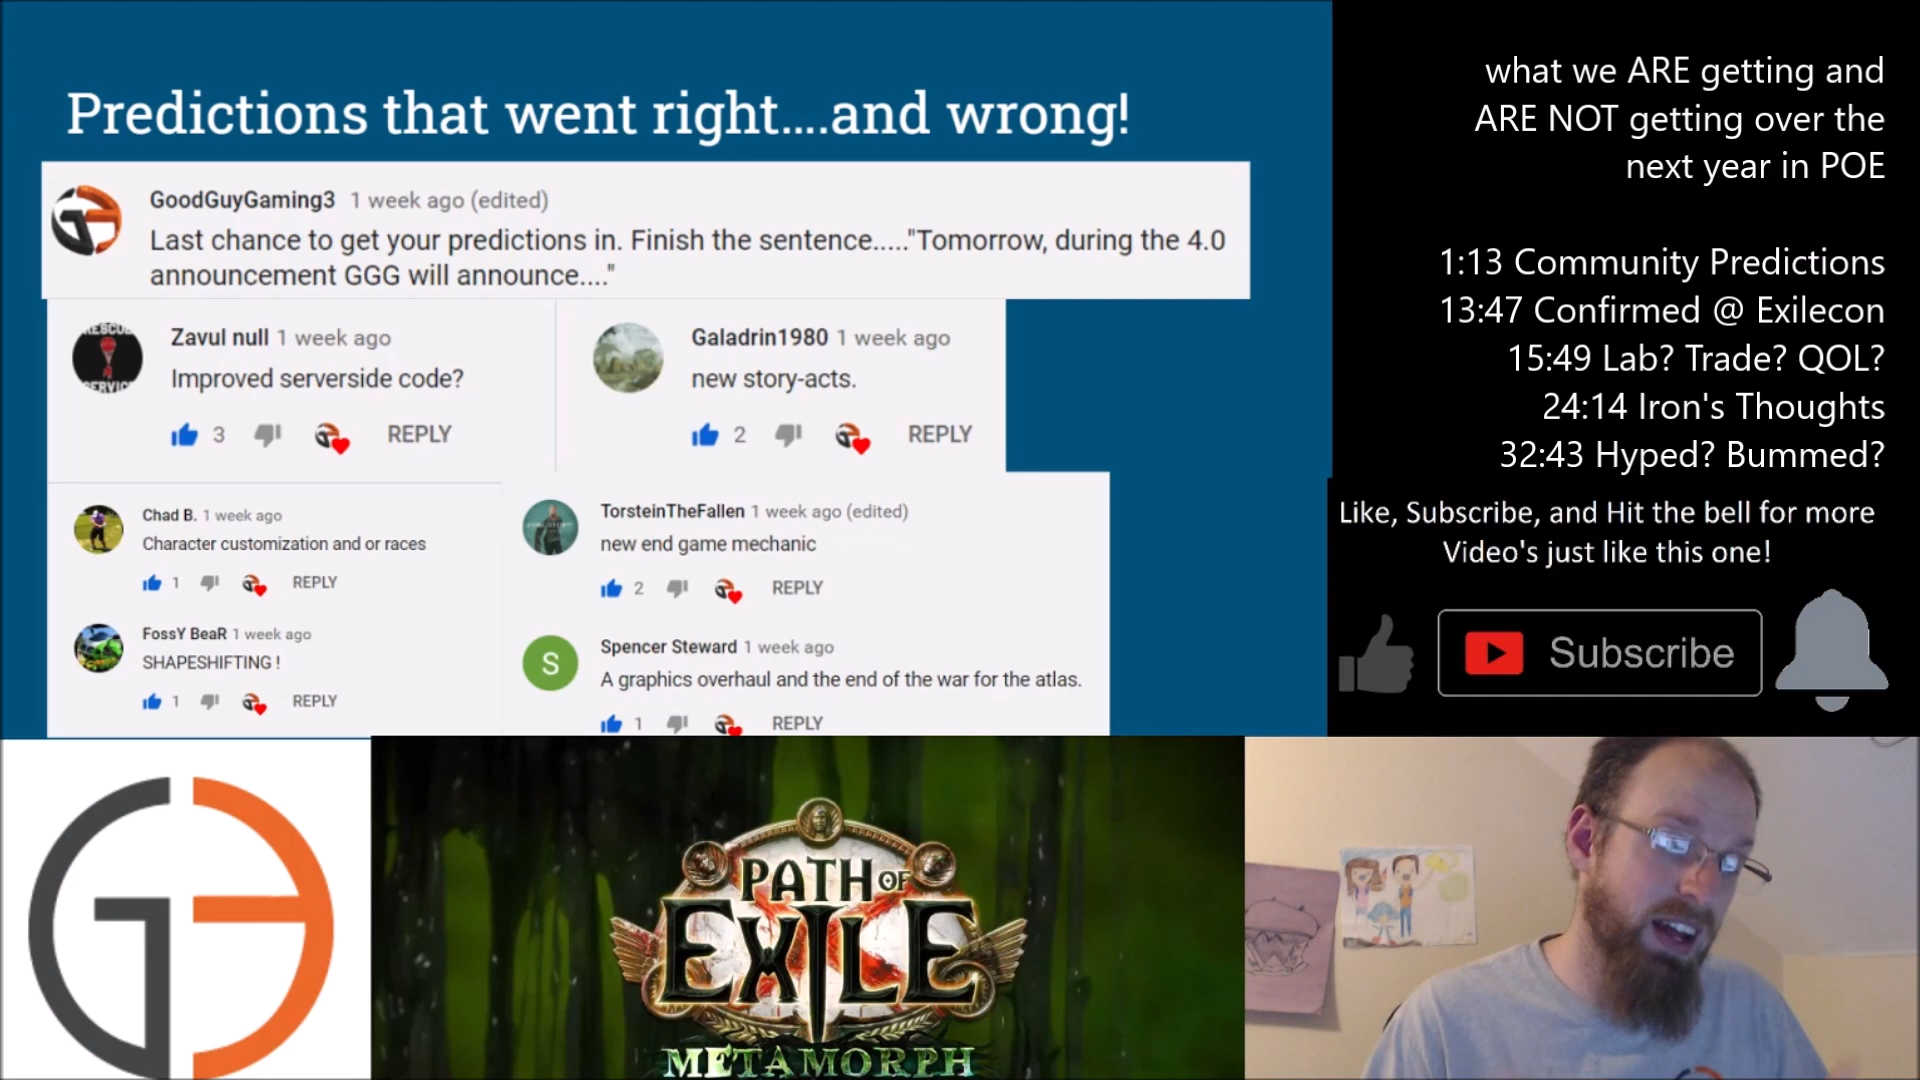 Predictions that went right....and wrong!
GoodGuyGaming3 1 week ago (edited)
Last chance to get your predictions in. Finish the sentence....."Tomorrow, during the 4.0
announcement GGG will announce...."
Zavul null 1 week ago
Improved serverside code?
3 REPLY
Galadrin1980 1 week ago
new story-acts.
2 REPLY
Chad B. 1 week ago
Character customization and or races
1 REPLY
FossY BeaR 1 week ago
SHAPESHIFTING !
1 REPLY
TorsteinTheFallen 1 week ago (edited)
new end game mechanic
2 REPLY
S
Spencer Steward 1 week ago
A graphics overhaul and the end of the war for the atlas.
1 REPLY
what we ARE getting and
ARE NOT getting over the
next year in POE
1:13 Community Predictions
13:47 Confirmed @ Exilecon
15:49 Lab? Trade? QOL?
24:14 Iron's Thoughts
32:43 Hyped? Bummed?
Like, Subscribe, and Hit the bell for more
Video's just like this one!
Subscribe
PATH OF
EXILE
METAMORPH